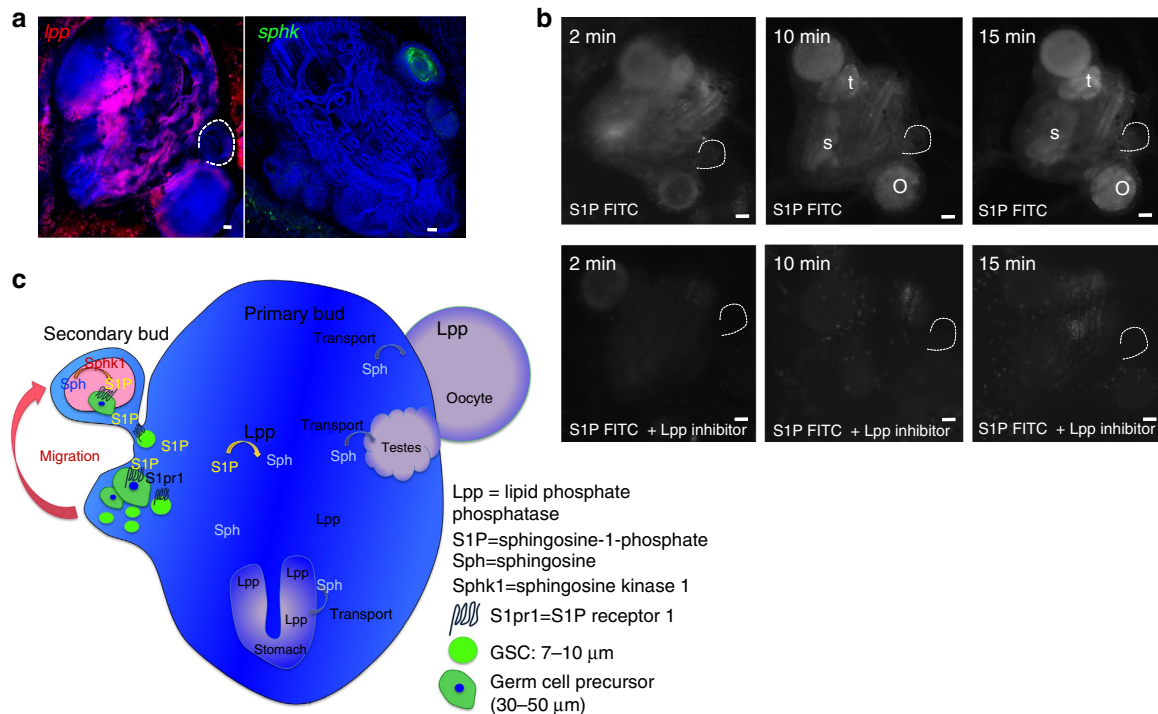 a
lpp
sphk
b
2 min
S1P FITC
10 min
t
s
O
S1P FITC
15 min
t
s
O
S1P FITC
2 min
S1P FITC + Lpp inhibitor
10 min
S1P FITC + Lpp inhibitor
15 min
S1P FITC + Lpp inhibitor
c
Secondary bud
Sphk1
Sph
S1P
S1P
S1P
S1P
S1pr1
Migration
Primary bud
Transport
Sph
Lpp
Oocyte
Transport
Sph
Testes
Lpp
S1P
Sph
Sph
Lpp
Lpp
Lpp
Sph
Lpp
Transport
Stomach
Lpp = lipid phosphate
phosphatase
S1P=sphingosine-1-phosphate
Sph=sphingosine
Sphk1=sphingosine kinase 1
S1pr1=S1P receptor 1
GSC: 7–10 μm
Germ cell precursor
(30–50 μm)